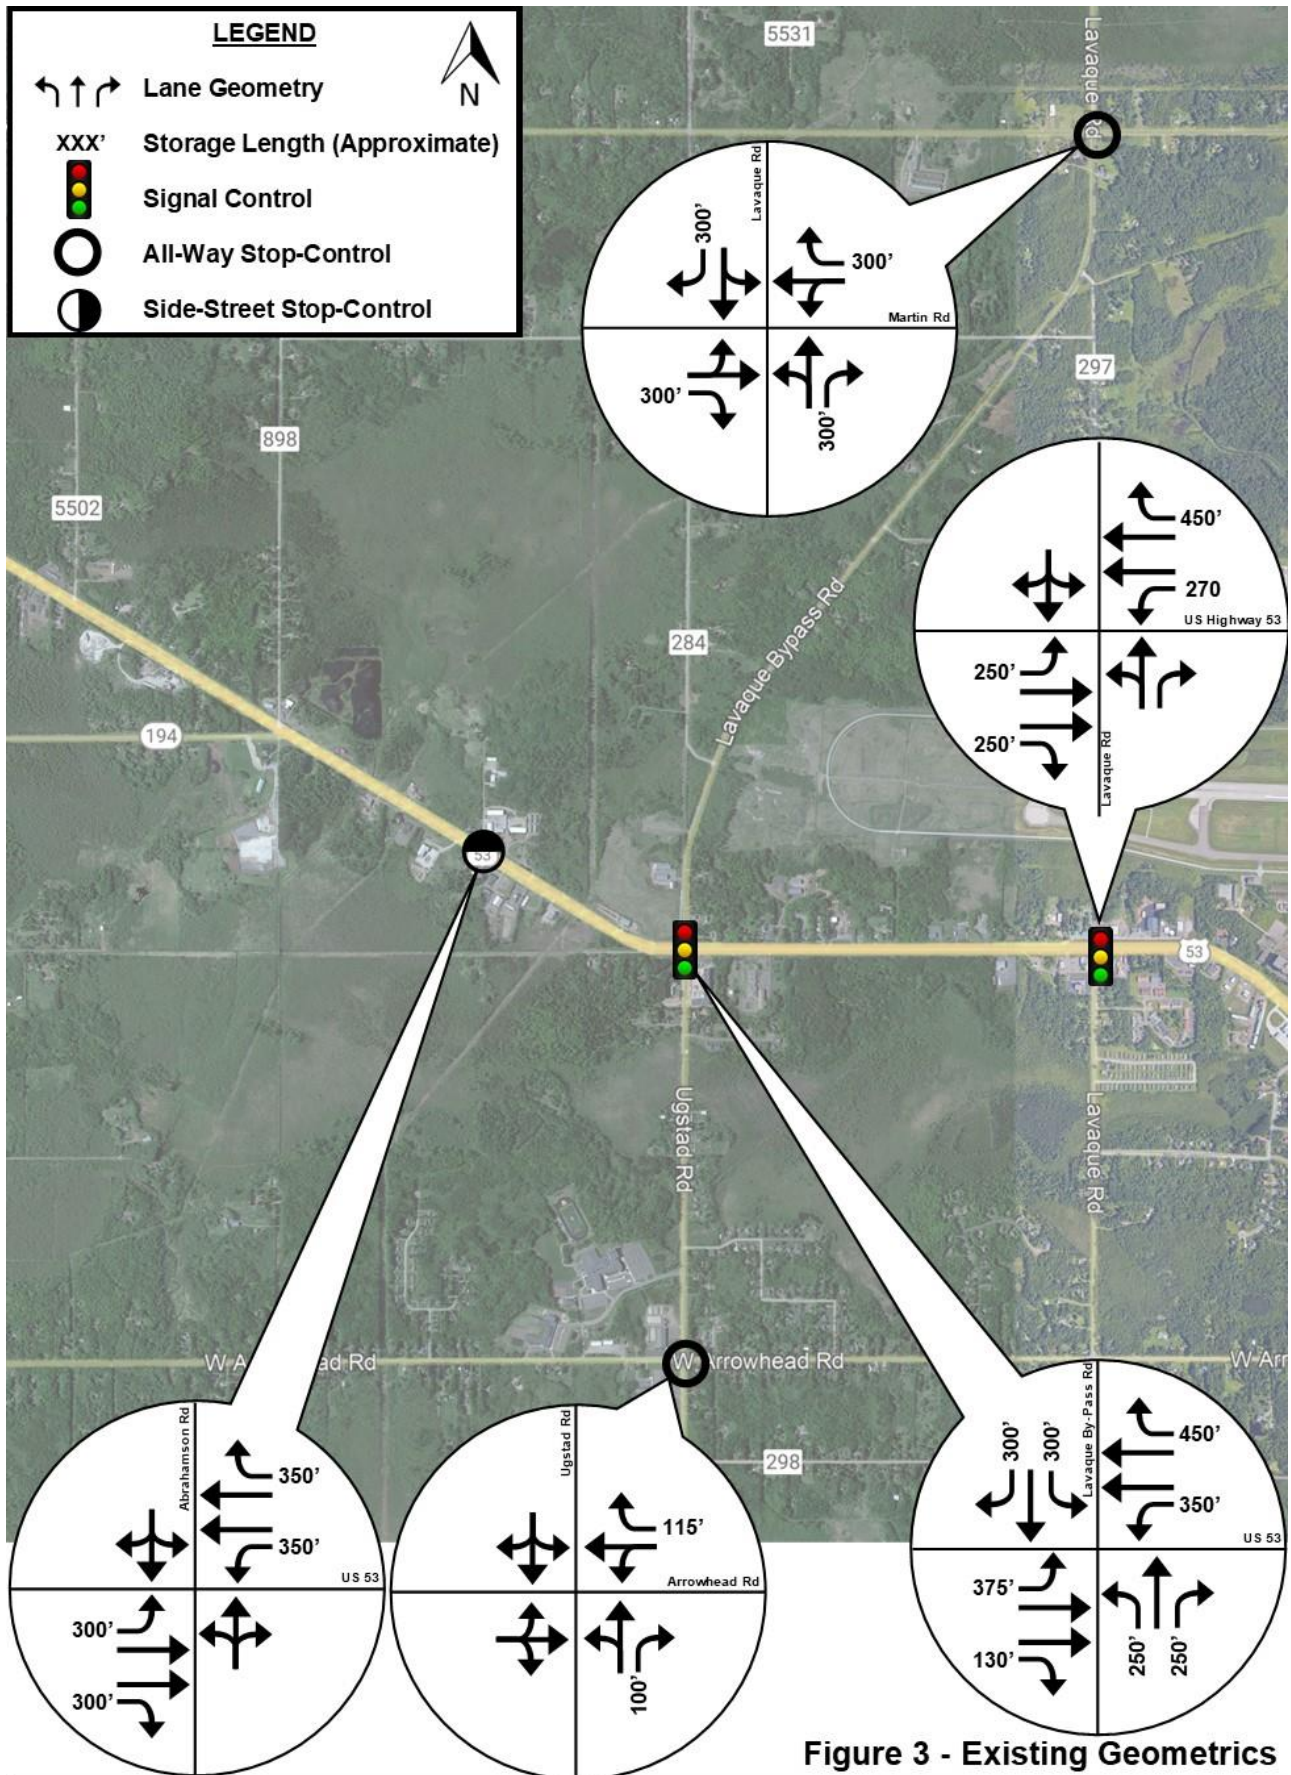 LEGEND
N
Lane Geometry
XXX' Storage Length (Approximate)
Signal Control
All-Way Stop-Control
Side-Street Stop-Control
5531
Lavaque Rd
Lavaque Rd
300'
300'
Martin Rd
300'
300'
297
898
5502
284
Lavaque Bypass Rd
194
450'
270
US Highway 53
250'
250'
Lavaque Rd
53
53
Ugstad Rd
Lavaque Rd
W A
ad Rd
W Arrowhead Rd
W Arr
298
Abrahamson Rd
350'
350'
US 53
300'
300'
Ugstad Rd
115'
Arrowhead Rd
100'
Lavaque By-Pass Rd
300'
300'
450'
350'
US 53
375'
130'
250'
250'
Figure 3 - Existing Geometrics